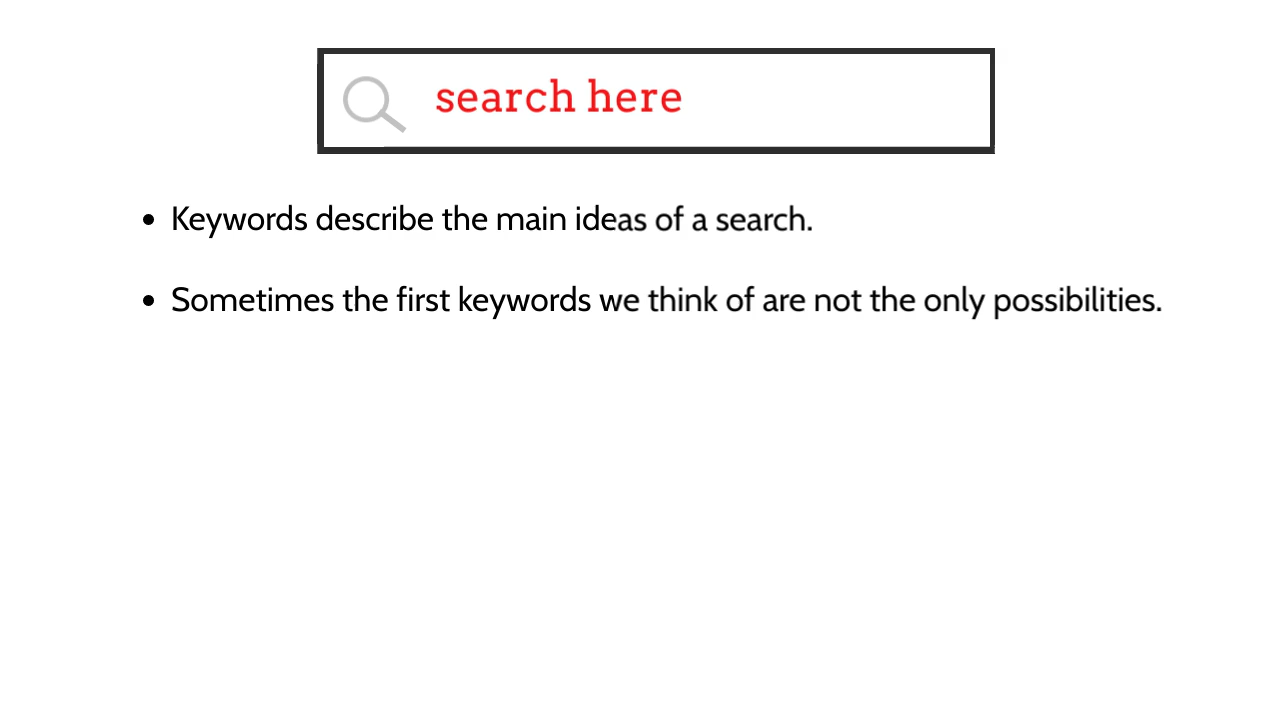 search here
• Keywords describe the main ideas of a search.
• Sometimes the first keywords we think of are not the only possibilities.